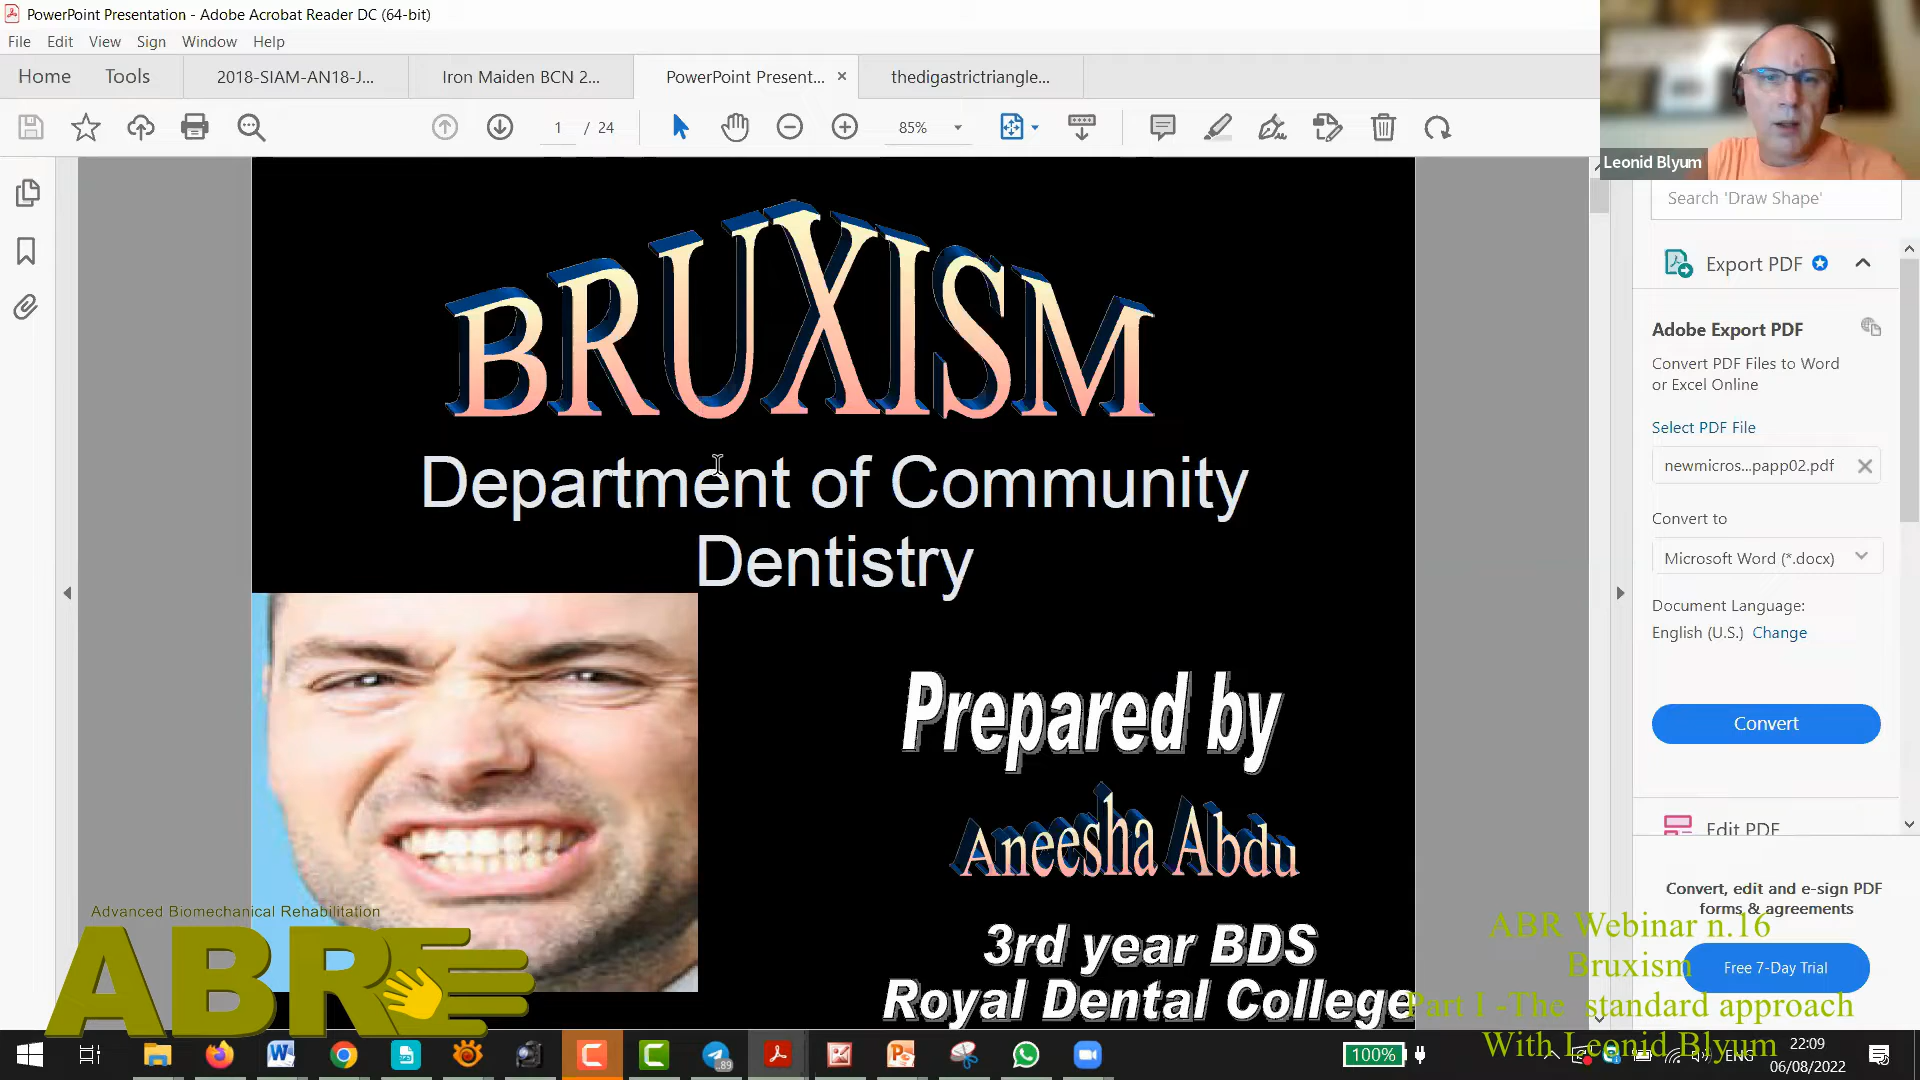 PowerPoint Presentation - Adobe Acrobat Reader DC (64-bit)
File Edit View Sign Window Help
Home Tools 2018-SIAM-AN18-J... Iron Maiden BCN 2... PowerPoint Present... × thedigastrictriangle...
1 / 24 85%
Leonid Blyum
BRUXISM
Department of Community
Dentistry
Prepared by
Aneesha Abdu
3rd year BDS
Royal Dental College
Search 'Draw Shape'
Export PDF
Adobe Export PDF
Convert PDF Files to Word
or Excel Online
Select PDF File
newmicros...papp02.pdf
Convert to
Microsoft Word (*.docx)
Document Language:
English (U.S.) Change
Convert
Edit PDF
Convert, edit and e-sign PDF
forms & agreements
Free 7-Day Trial
Advanced Biomechanical Rehabilitation
ABR
ABR Webinar n.16
Bruxism
Part I -The standard approach
With Leonid Blyum
89
100%
ENG
22:09
06/08/2022